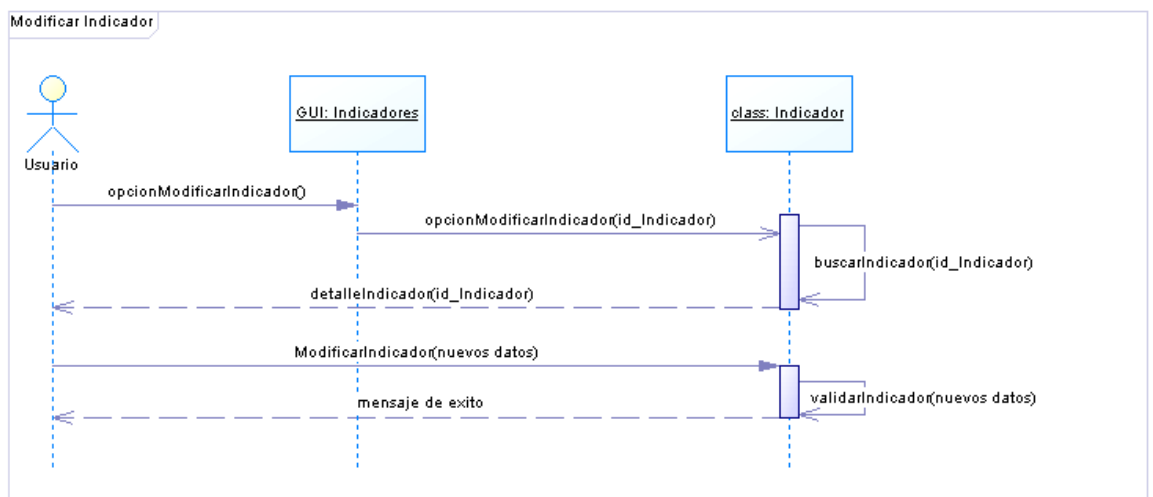 Modificar Indicador
GUI: Indicadores
class: Indicador
Usuario
opcionModificarIndicador()
opcionModificarIndicador(id_Indicador)
buscarIndicador(id_Indicador)
detalleIndicador(id_Indicador)
ModificarIndicador(nuevos datos)
validarIndicador(nuevos datos)
mensaje de exito